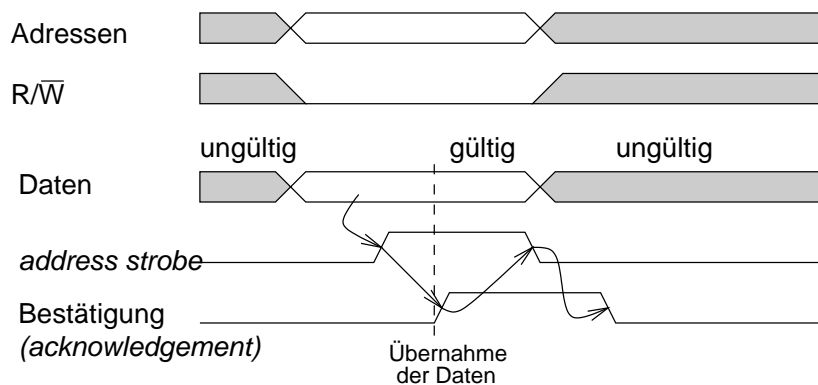 Adressen
R/W̅
ungültig gültig ungültig
Daten
address strobe
Bestätigung
(acknowledgement)
Übernahme
der Daten